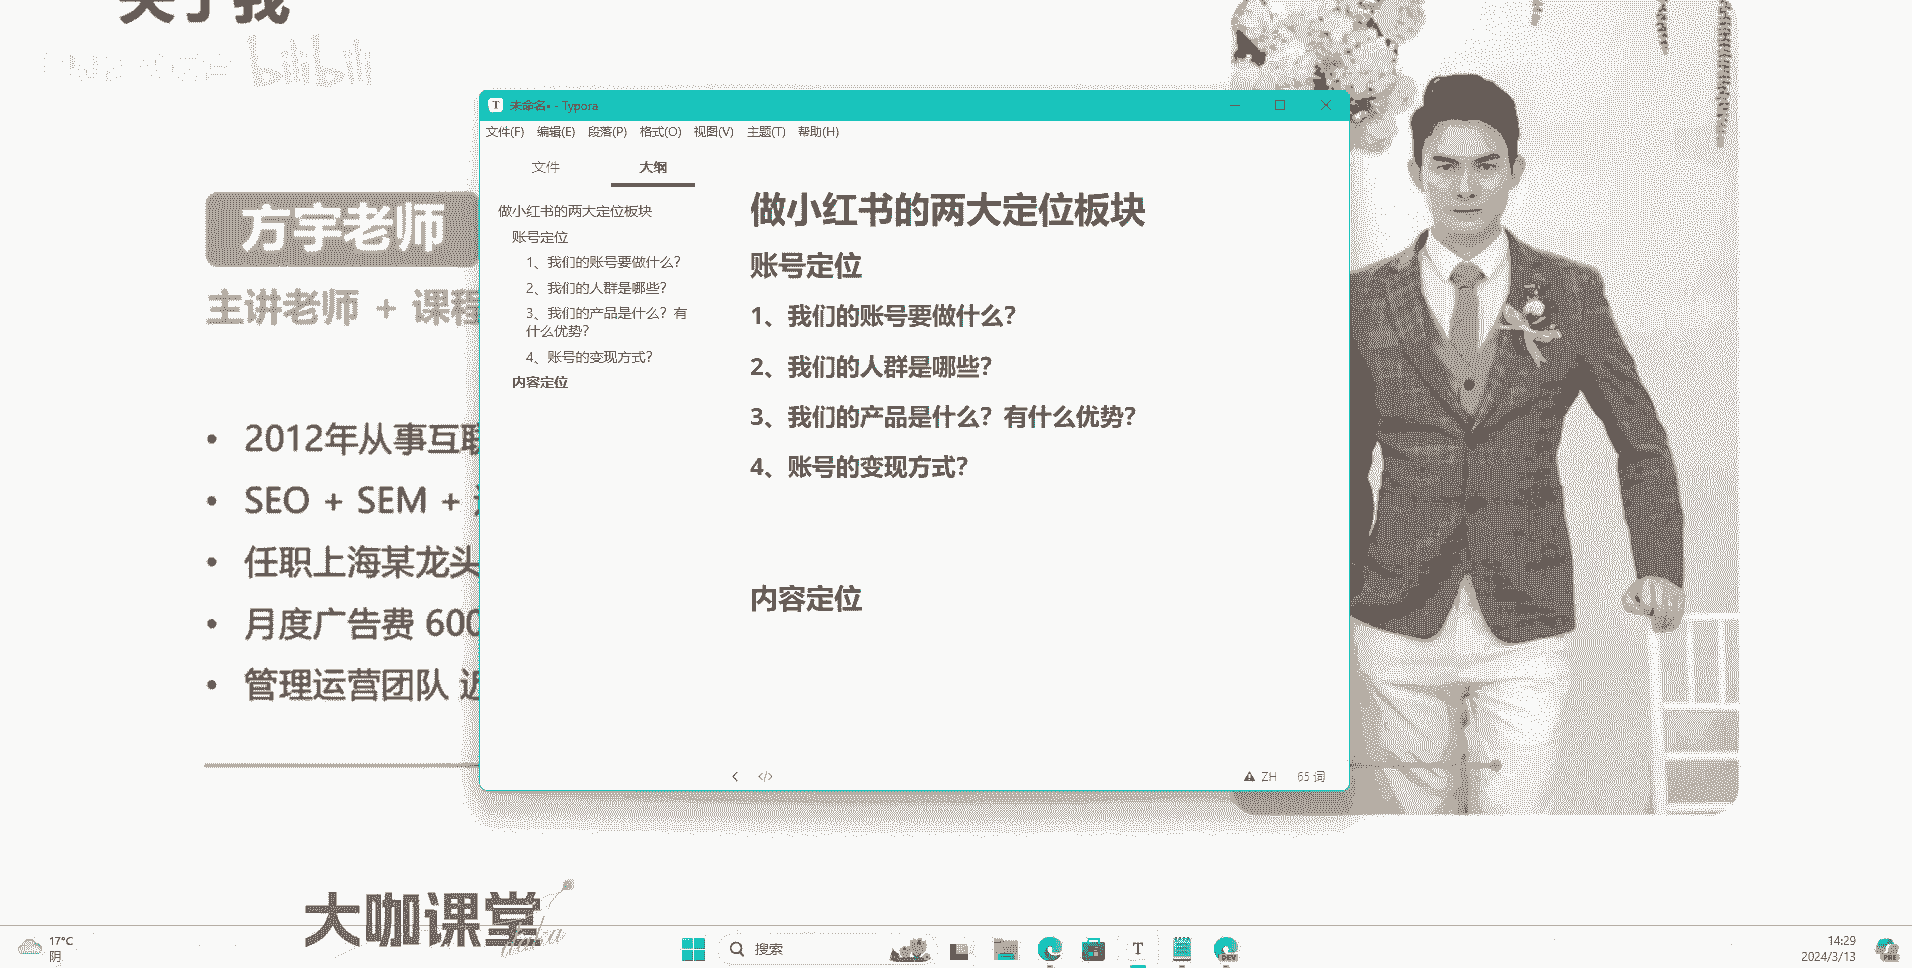 关于我
bilibili
未命名• - Typora
文件(F) 编辑(E) 段落(P) 格式(O) 视图(V) 主题(T) 帮助(H)
文件 大纲
做小红书的两大定位板块
账号定位
1、我们的账号要做什么?
2、我们的人群是哪些?
3、我们的产品是什么？有
什么优势?
4、账号的变现方式?
内容定位
做小红书的两大定位板块
账号定位
1、我们的账号要做什么?
2、我们的人群是哪些?
3、我们的产品是什么？有什么优势?
4、账号的变现方式?
内容定位
ZH 65 词
方宇老师
主讲老师 + 课程
• 2012年从事互联
• SEO + SEM +
• 任职上海某龙头
• 月度广告费 600
• 管理运营团队 近
大咖课堂
17°C
阴
搜索
T
DEV
14:29
2024/3/13
PRE